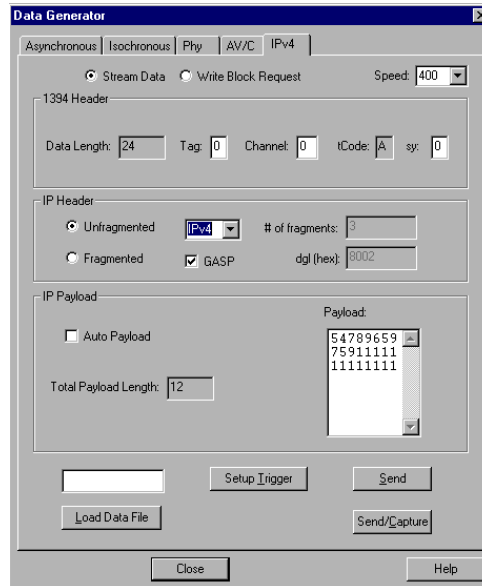 Data Generator
Asynchronous Isochronous Phy AV/C IPv4
Stream Data Write Block Request Speed: 400
1394 Header
Data Length: 24 Tag: 0 Channel: 0 tCode: A sy: 0
IP Header
Unfragmented IPv4 # of fragments: 3
Fragmented GASP dgl (hex): 8002
IP Payload
Payload:
Auto Payload
54789659
75911111
11111111
Total Payload Length: 12
Setup Trigger Send
Load Data File Send/Capture
Close Help